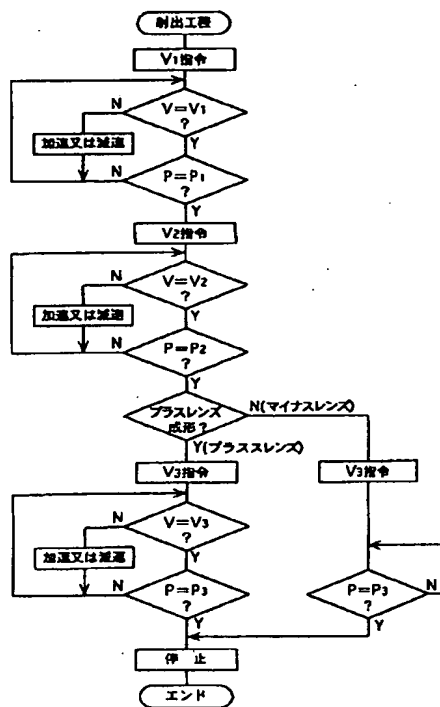 射出工程
V1指令
N
V=V1
?
Y
加速又は減速
N
P=P1
?
Y
V2指令
N
V=V2
?
Y
加速又は減速
N
P=P2
?
Y
プラスレンズ
成形?
N(マイナスレンズ)
Y(プラススレンズ)
V3指令
V3指令
N
V=V3
?
Y
加速又は減速
N
P=P3
?
Y
P=P3
?
N
Y
停止
エンド